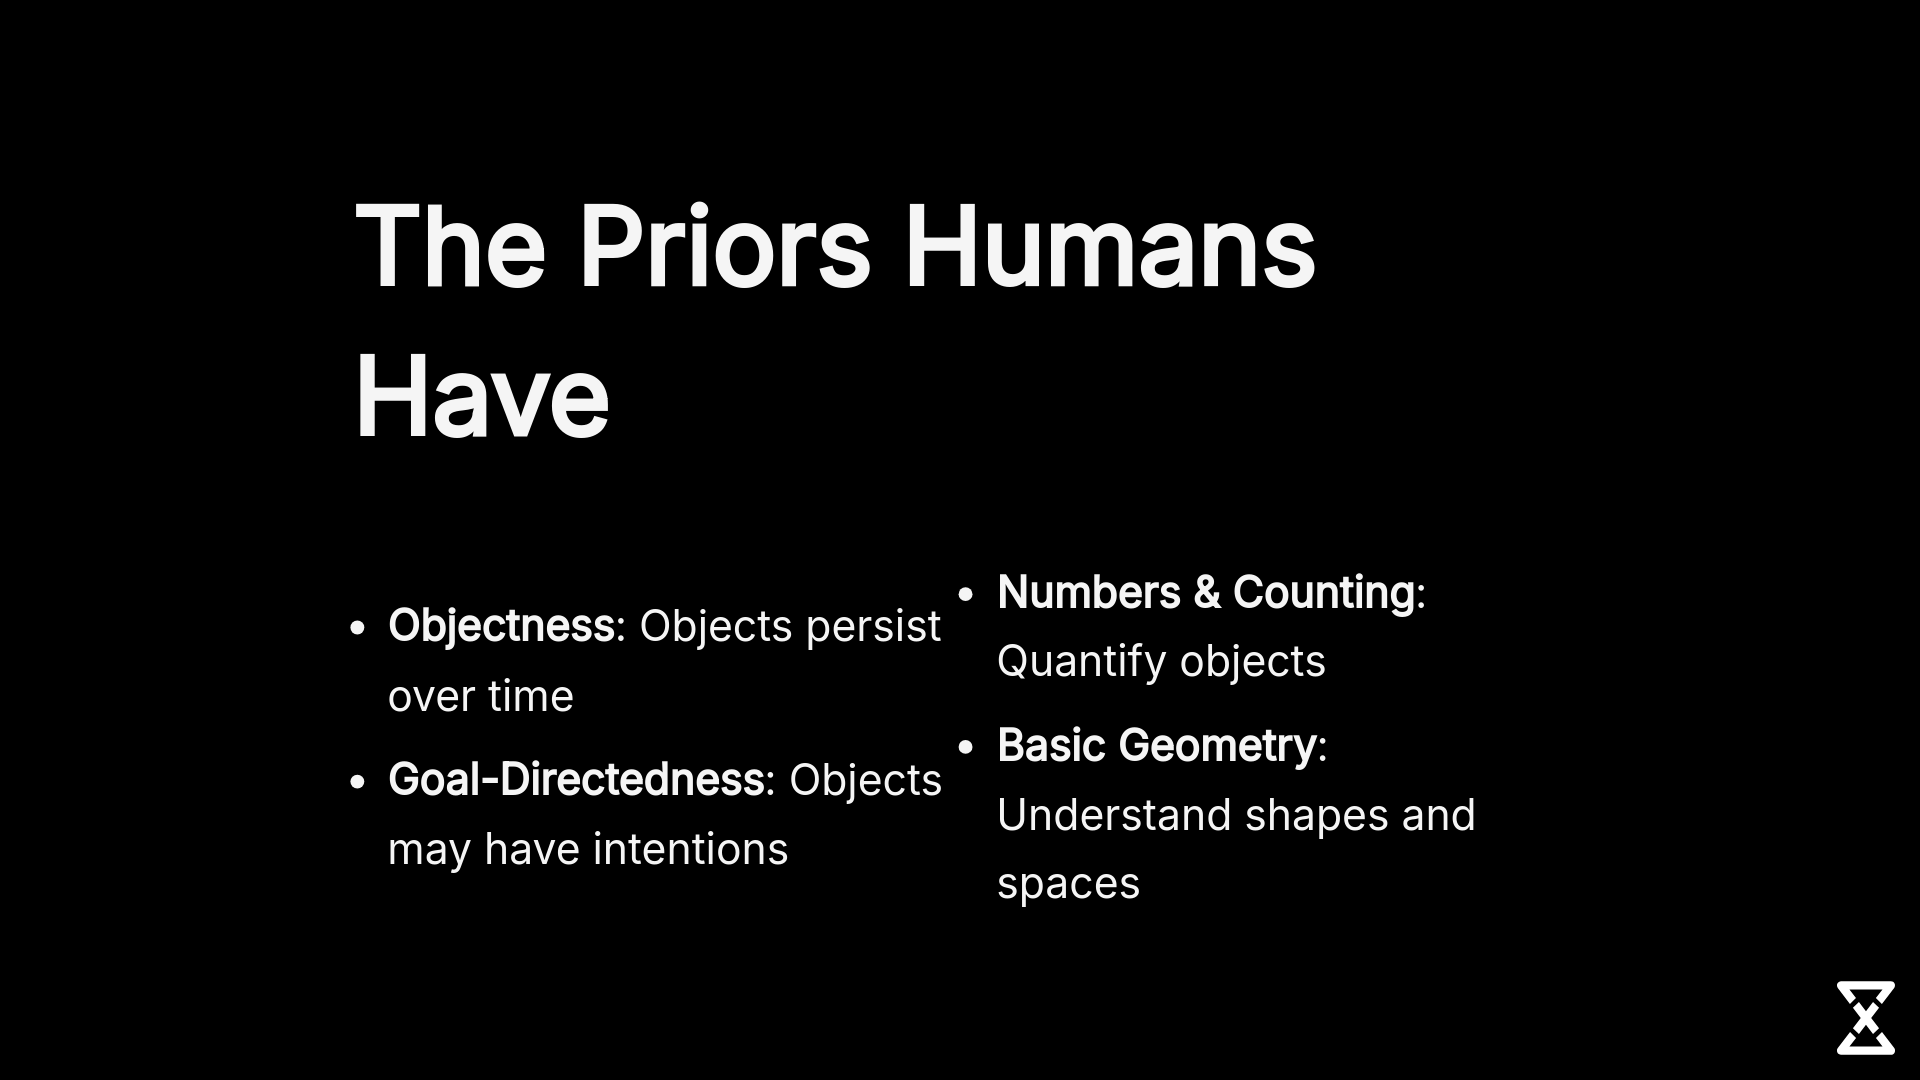 The Priors Humans
Have
• Objectness: Objects persist
over time
• Goal-Directedness: Objects
may have intentions
• Numbers & Counting:
Quantify objects
• Basic Geometry:
Understand shapes and
spaces